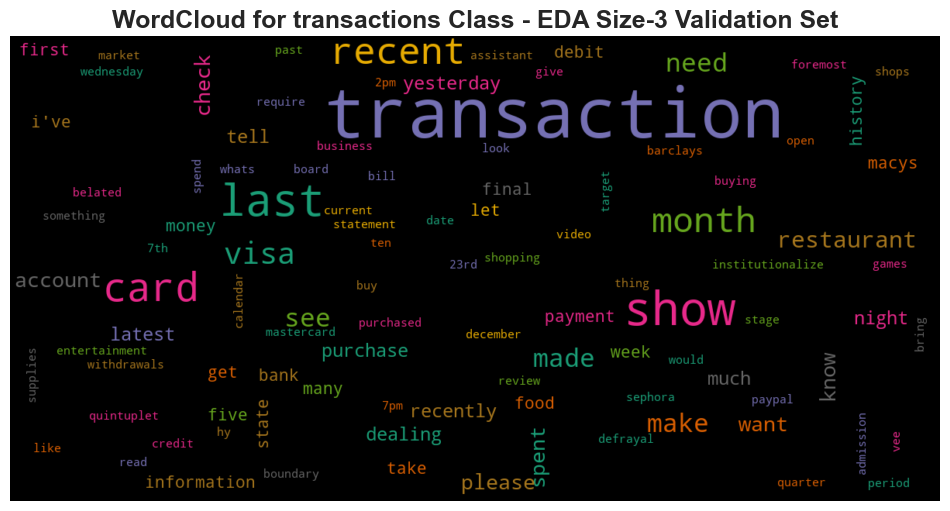 WordCloud for transactions Class - EDA Size-3 Validation Set
first
market
wednesday
past
recent
assistant
debit
need
foremost
shops
check
2pm
yesterday
give
require
transaction
history
i've
tell
business
look
barclays
open
macys
spend
whats
board
bill
buying
belated
last
final
target
something
current
statement
let
date
month
money
7th
visa
ten
23rd
shopping
video
restaurant
institutionalize
games
account
card
calendar
buy
thing
show
see
mastercard
purchased
december
payment
stage
night
bring
latest
entertainment
withdrawals
supplies
purchase
made
week
would
know
get
bank
many
review
much
sephora
paypal
quintuplet
five
hy
state
7pm
recently
food
make
want
like
credit
dealing
spent
defrayal
admission
vee
read
information
boundary
take
please
quarter
period